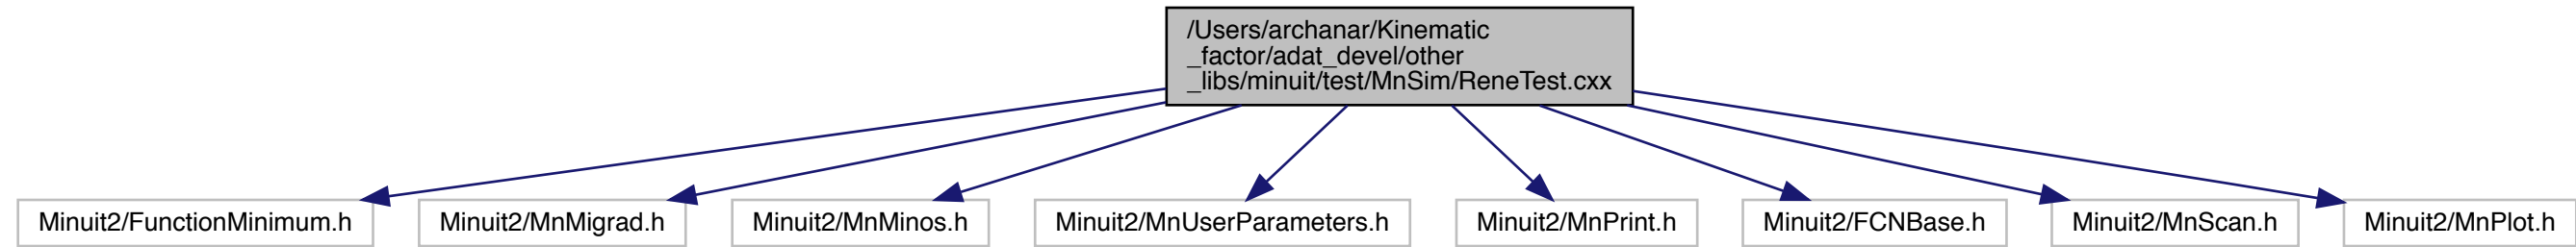 /Users/archanar/Kinematic
_factor/adat_devel/other
_libs/minuit/test/MnSim/ReneTest.cxx
Minuit2/FunctionMinimum.h
Minuit2/MnMigrad.h
Minuit2/MnMinos.h
Minuit2/MnUserParameters.h
Minuit2/MnPrint.h
Minuit2/FCNBase.h
Minuit2/MnScan.h
Minuit2/MnPlot.h